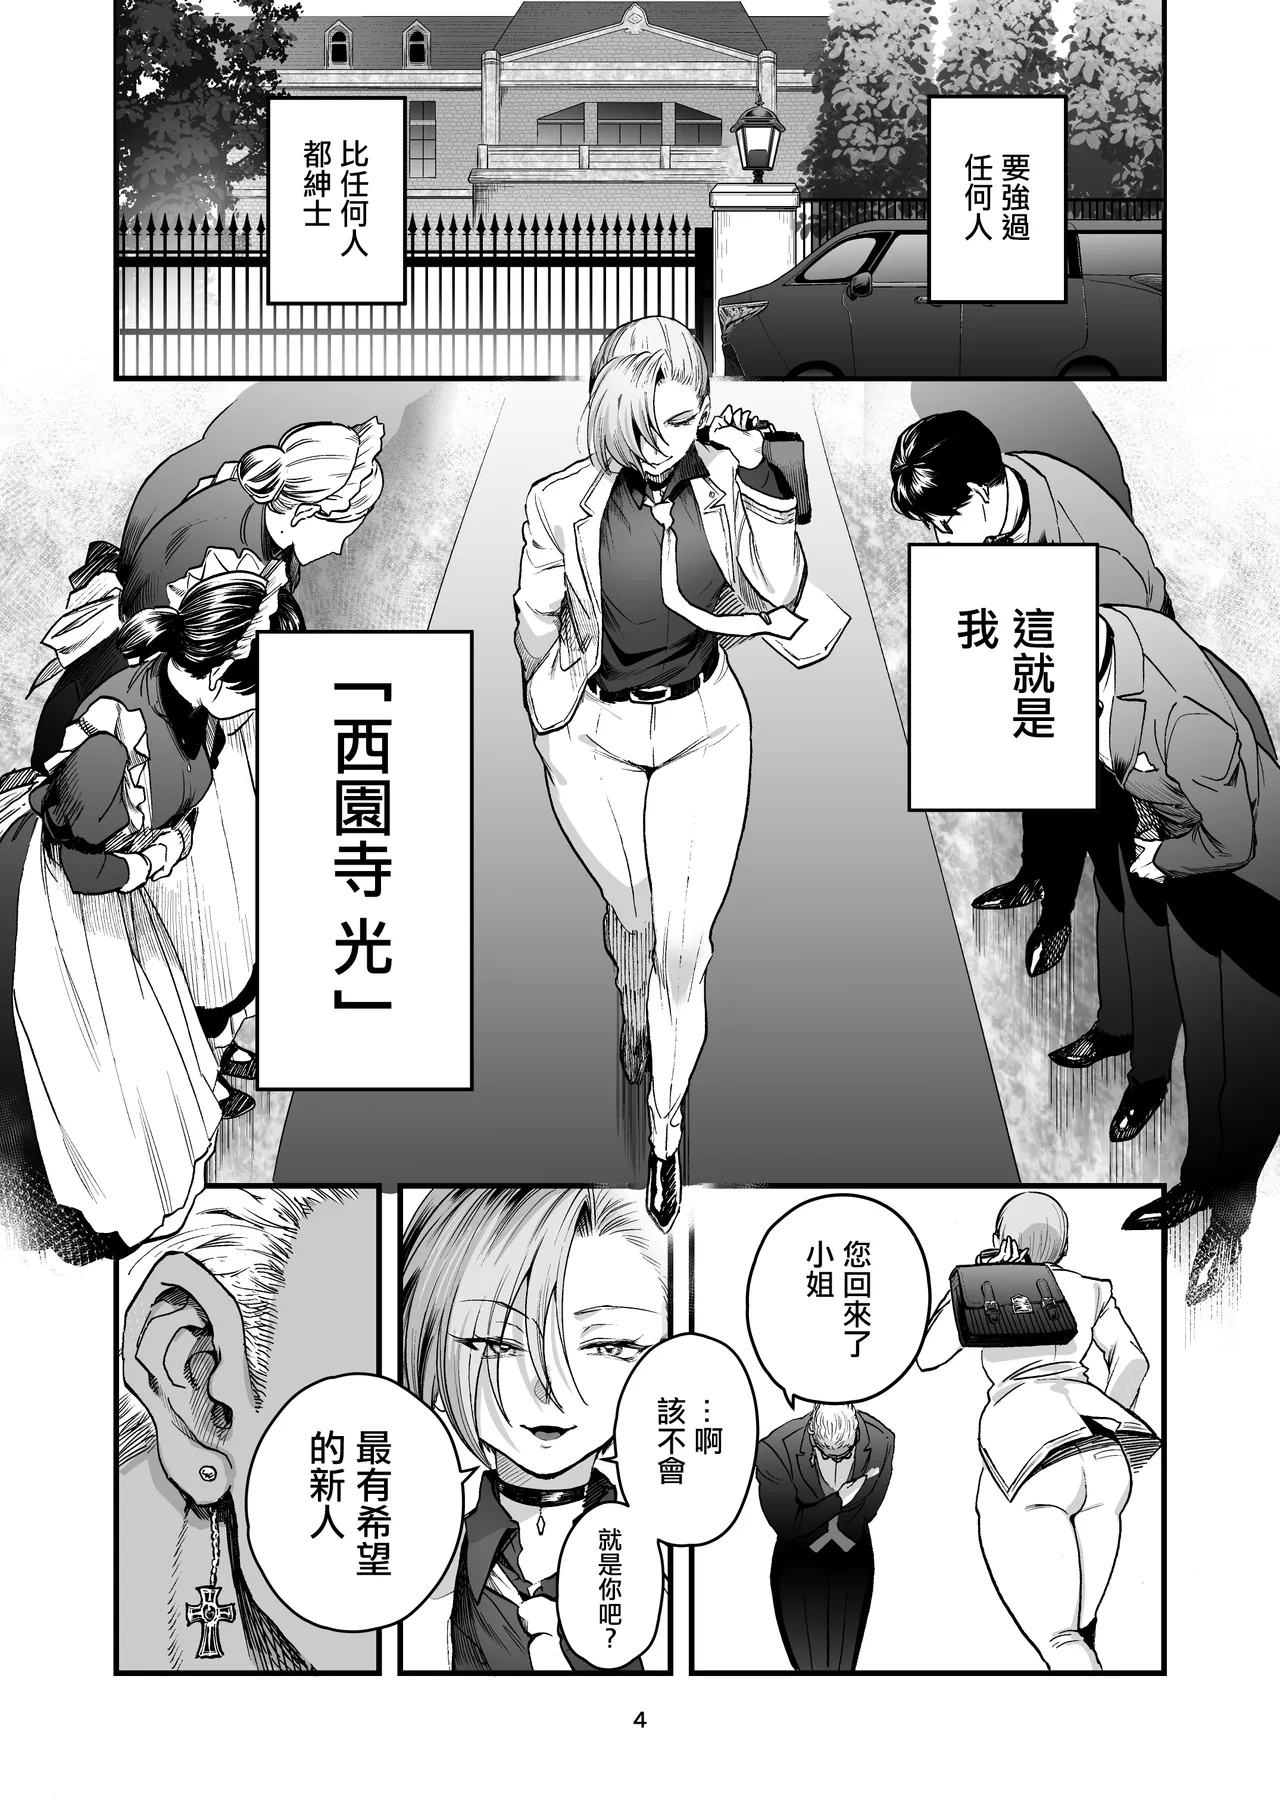 要強過
任何人
比任何人
都紳士
這就是
我
「西園寺 光」
您回來了
小姐
…啊
該不會
就是你吧?
最有希望
的新人
4